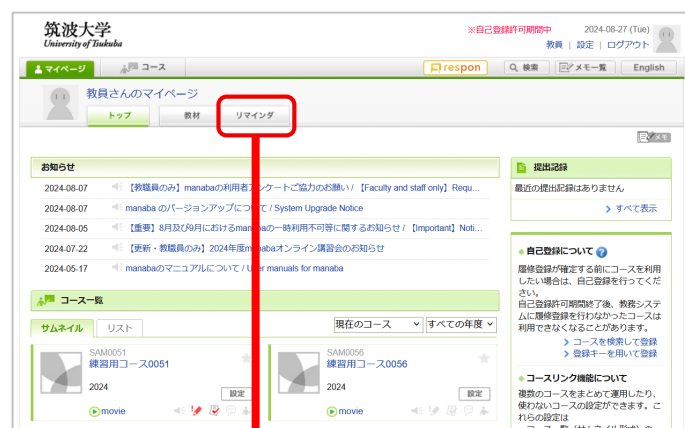 筑波大学
University of Tsukuba
※自己登録許可期間中 2024-08-27 (Tue)
教員 | 設定 | ログアウト
マイページ コース respon 検索 メモ一覧 English
教員さんのマイページ
トップ 教材 リマインダ
メモ
お知らせ
2024-08-07 【教職員のみ】manabaの利用者アンケートご協力のお願い / 【Faculty and staff only】Requ...
2024-08-07 manaba のバージョンアップについて / System Upgrade Notice
2024-08-05 【重要】8月及び9月におけるmanabaの一時利用不可等に関するお知らせ / 【Important】Noti...
2024-07-22 【更新・教職員のみ】2024年度manabaオンライン講習会のお知らせ
2024-05-17 manabaのマニュアルについて / User manuals for manaba
コース一覧
サムネイル リスト 現在のコース すべての年度
SAM0051
練習用コース0051
2024
設定
movie
SAM0056
練習用コース0056
2024
設定
movie
提出記録
最近の提出記録はありません
すべて表示
自己登録について
履修登録が確定する前にコースを利用
したい場合は、自己登録を行ってくだ
さい。
自己登録許可期間終了後、教務システ
ムに履修登録を行わなかったコースは
利用できなくなることがあります。
コースを検索して登録
登録キーを用いて登録
コースリンク機能について
複数のコースをまとめて運用したり、
使わないコースの設定ができます。こ
れらの設定は